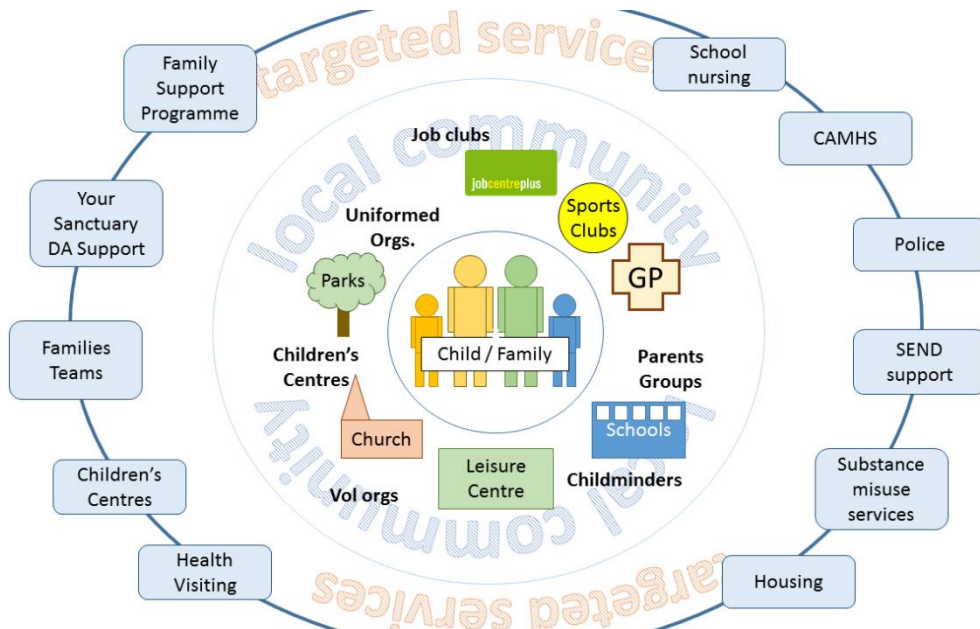 targeted services
local community
Family
Support
Programme
School
nursing
Job clubs
jobcentreplus
CAMHS
Your
Sanctuary
DA Support
Uniformed
Orgs.
Sports
Clubs
Parks
GP
Police
Families
Teams
Children’s
Centres
Child / Family
Parents
Groups
SEND
support
Church
Schools
Children’s
Centres
Vol orgs
Leisure
Centre
Childminders
Substance
misuse
services
Health
Visiting
Housing
local community
targeted services